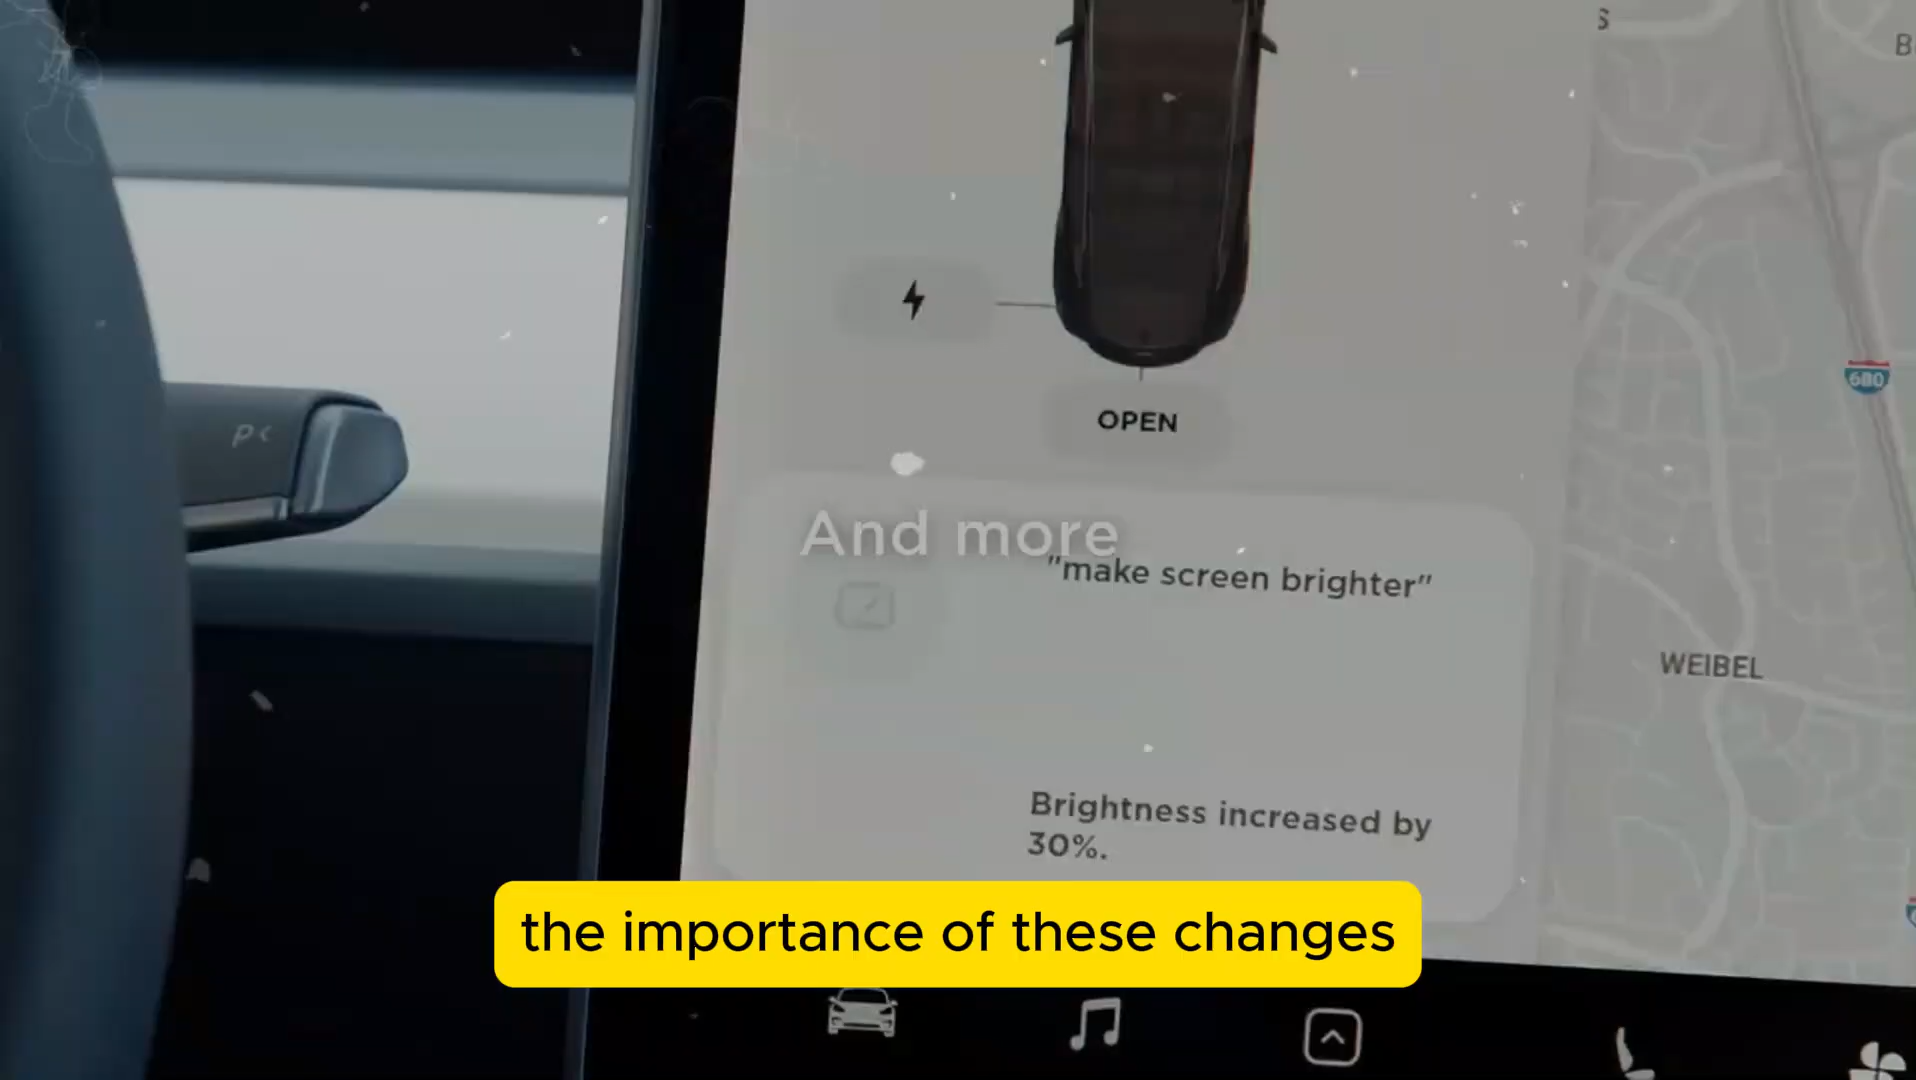 S
P<
680
OPEN
And more
"make screen brighter"
WEIBEL
Brightness increased by
30%.
the importance of these changes